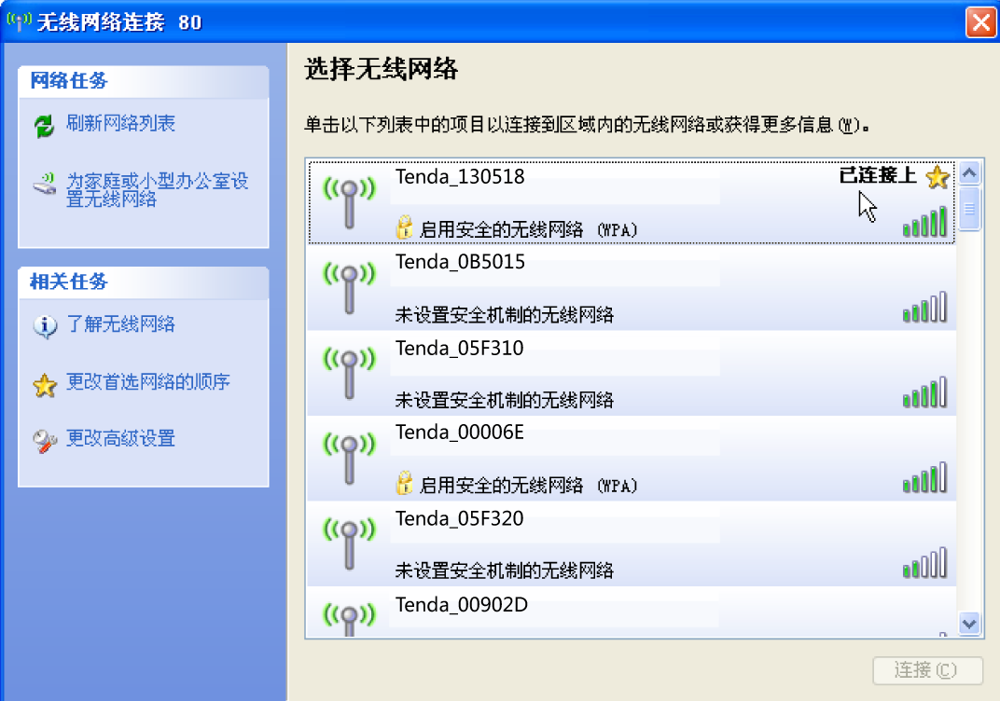 无线网络连接 80
网络任务
刷新网络列表
为家庭或小型办公室设
置无线网络
相关任务
了解无线网络
更改首选网络的顺序
更改高级设置
选择无线网络
单击以下列表中的项目以连接到区域内的无线网络或获得更多信息(W)。
Tenda_130518
已连接上
启用安全的无线网络 (WPA)
Tenda_0B5015
未设置安全机制的无线网络
Tenda_05F310
未设置安全机制的无线网络
Tenda_00006E
启用安全的无线网络 (WPA)
Tenda_05F320
未设置安全机制的无线网络
Tenda_00902D
连接(C)